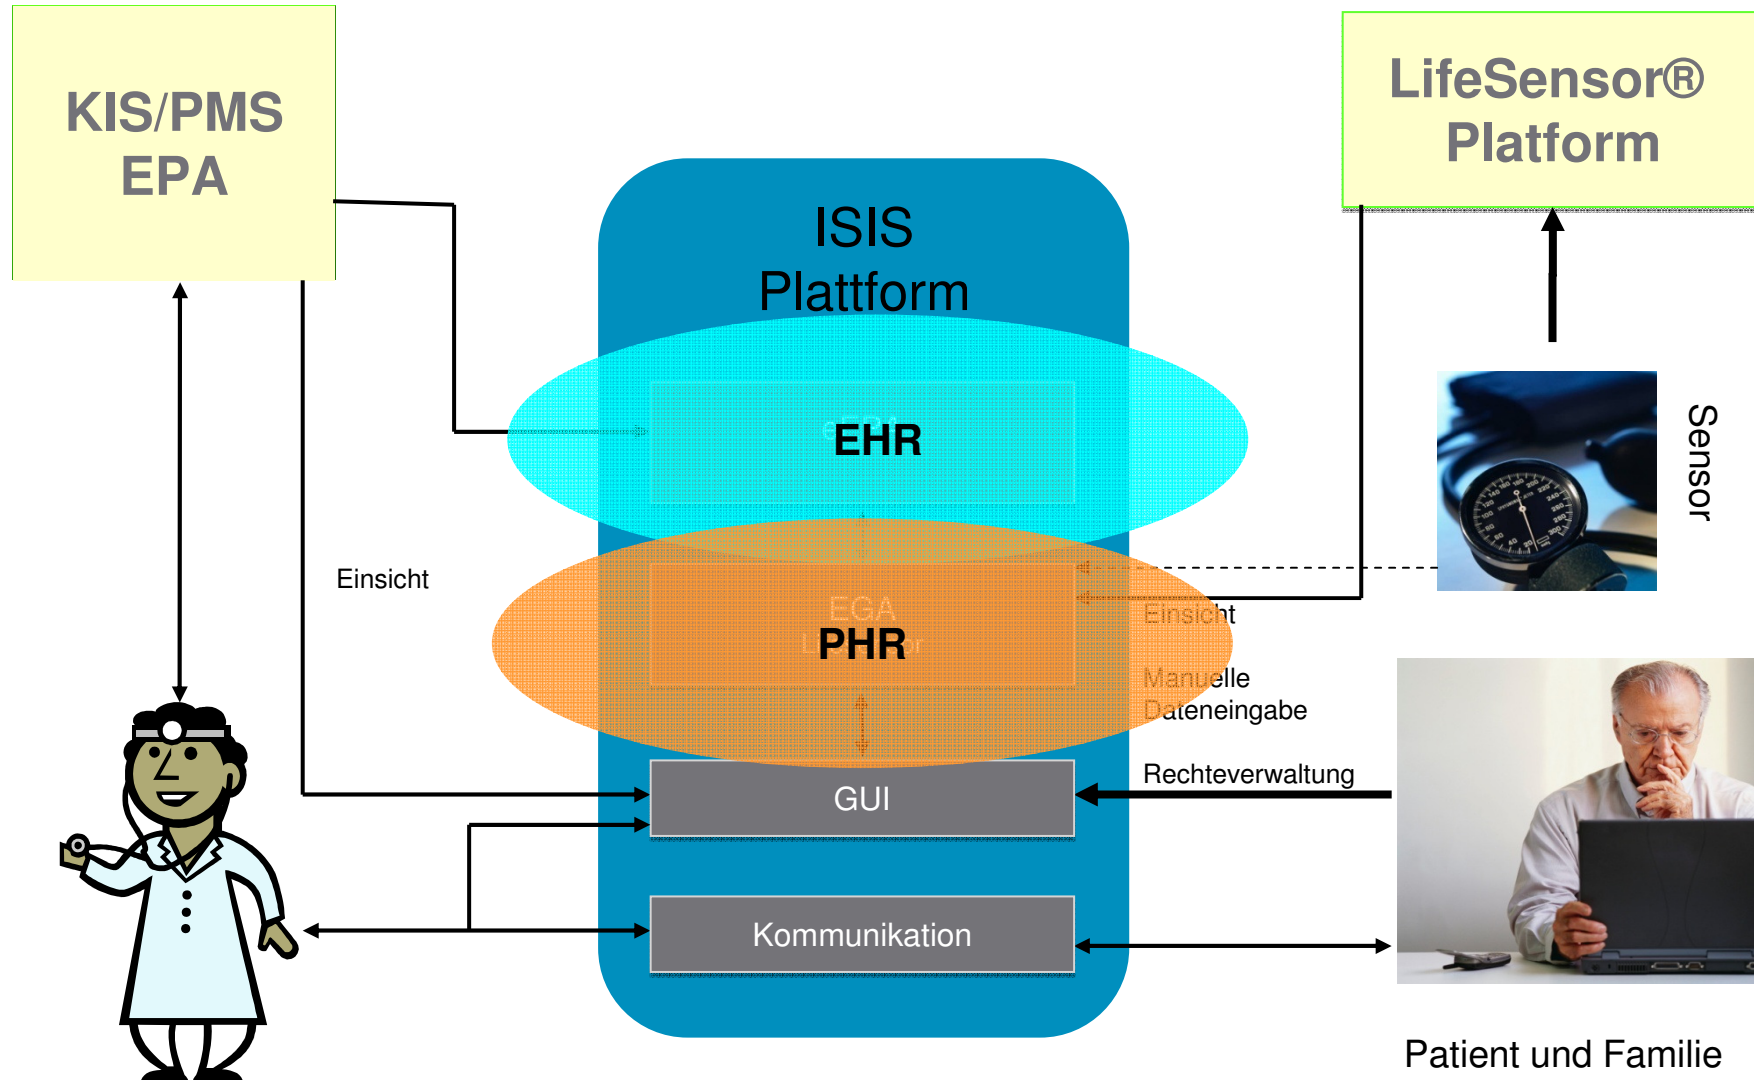 KIS/PMS
EPA
LifeSensor®
Platform
ISIS
Plattform
EHR
Sensor
Einsicht
EGA
PHR
Einsicht
Manuelle
Dateneingabe
Rechteverwaltung
GUI
Kommunikation
Patient und Familie